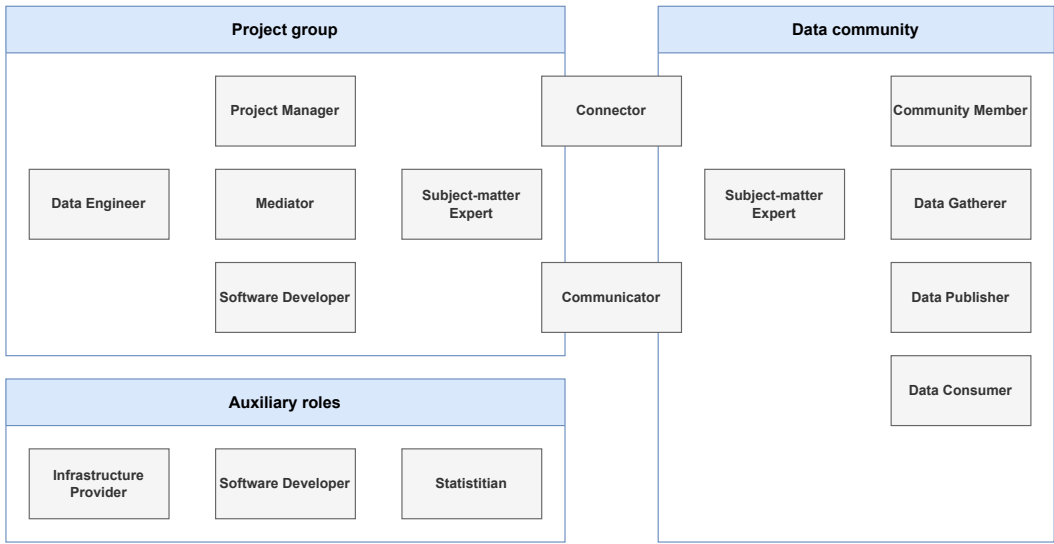 Project group
Project Manager
Data Engineer
Mediator
Subject-matter
Expert
Software Developer
Connector
Communicator
Data community
Community Member
Subject-matter
Expert
Data Gatherer
Data Publisher
Data Consumer
Auxiliary roles
Infrastructure
Provider
Software Developer
Statistitian